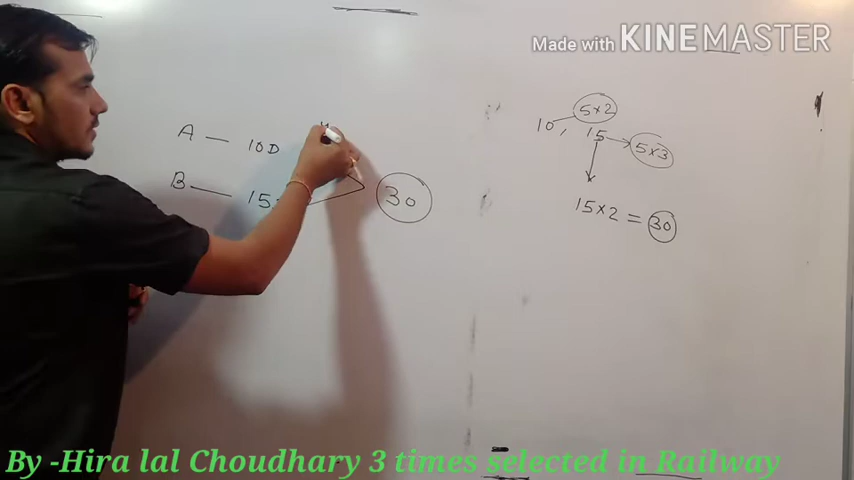 Made with KINEMASTER
5×2
10, 15
5×3
15×2 = 30
A — 10D
B — 15
30
By -Hira lal Choudhary 3 times selected in Railway